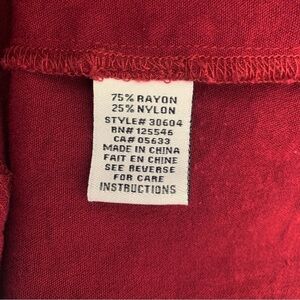 75% RAYON
25% NYLON
STYLE# 30604
RN# 125546
CA# 05633
MADE IN CHINA
FAIT EN CHINE
SEE REVERSE
FOR CARE
INSTRUCTIONS